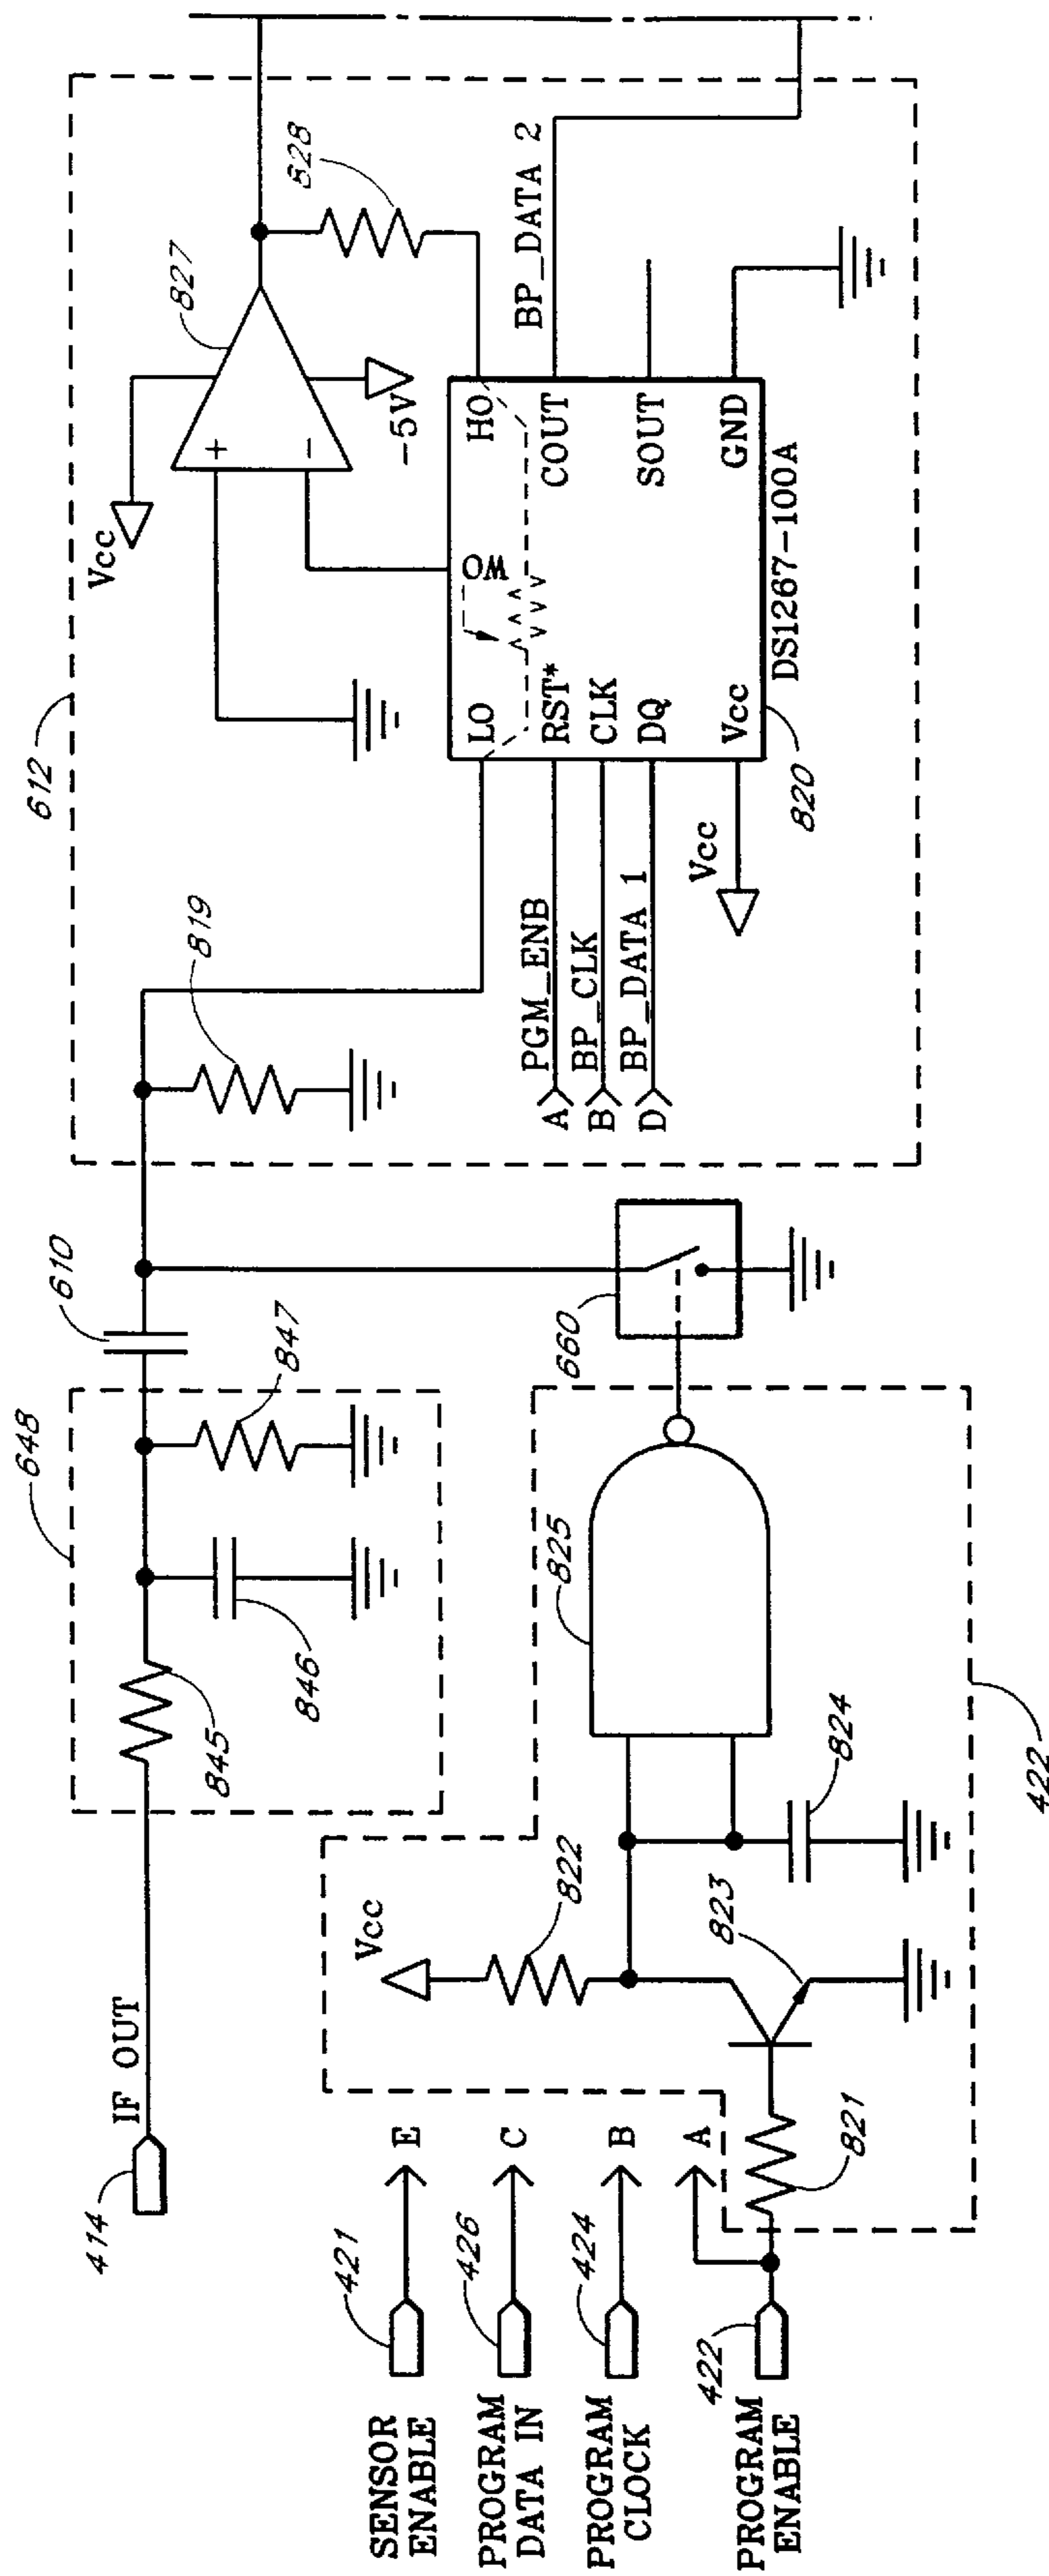 612
Vcc
827
+
-
-5V
828
819
LO
WO
HO
RST*
CLK
DQ
Vcc
COUT
SOUT
GND
BP_DATA 2
PGM_ENB
BP_CLK
BP_DATA 1
A
B
D
Vcc
820
DS1267-100A
610
648
847
846
845
IF OUT
414
660
825
824
822
Vcc
823
821
422
SENSOR
ENABLE
421
E
PROGRAM
DATA IN
426
C
PROGRAM
CLOCK
424
B
PROGRAM
ENABLE
422
A